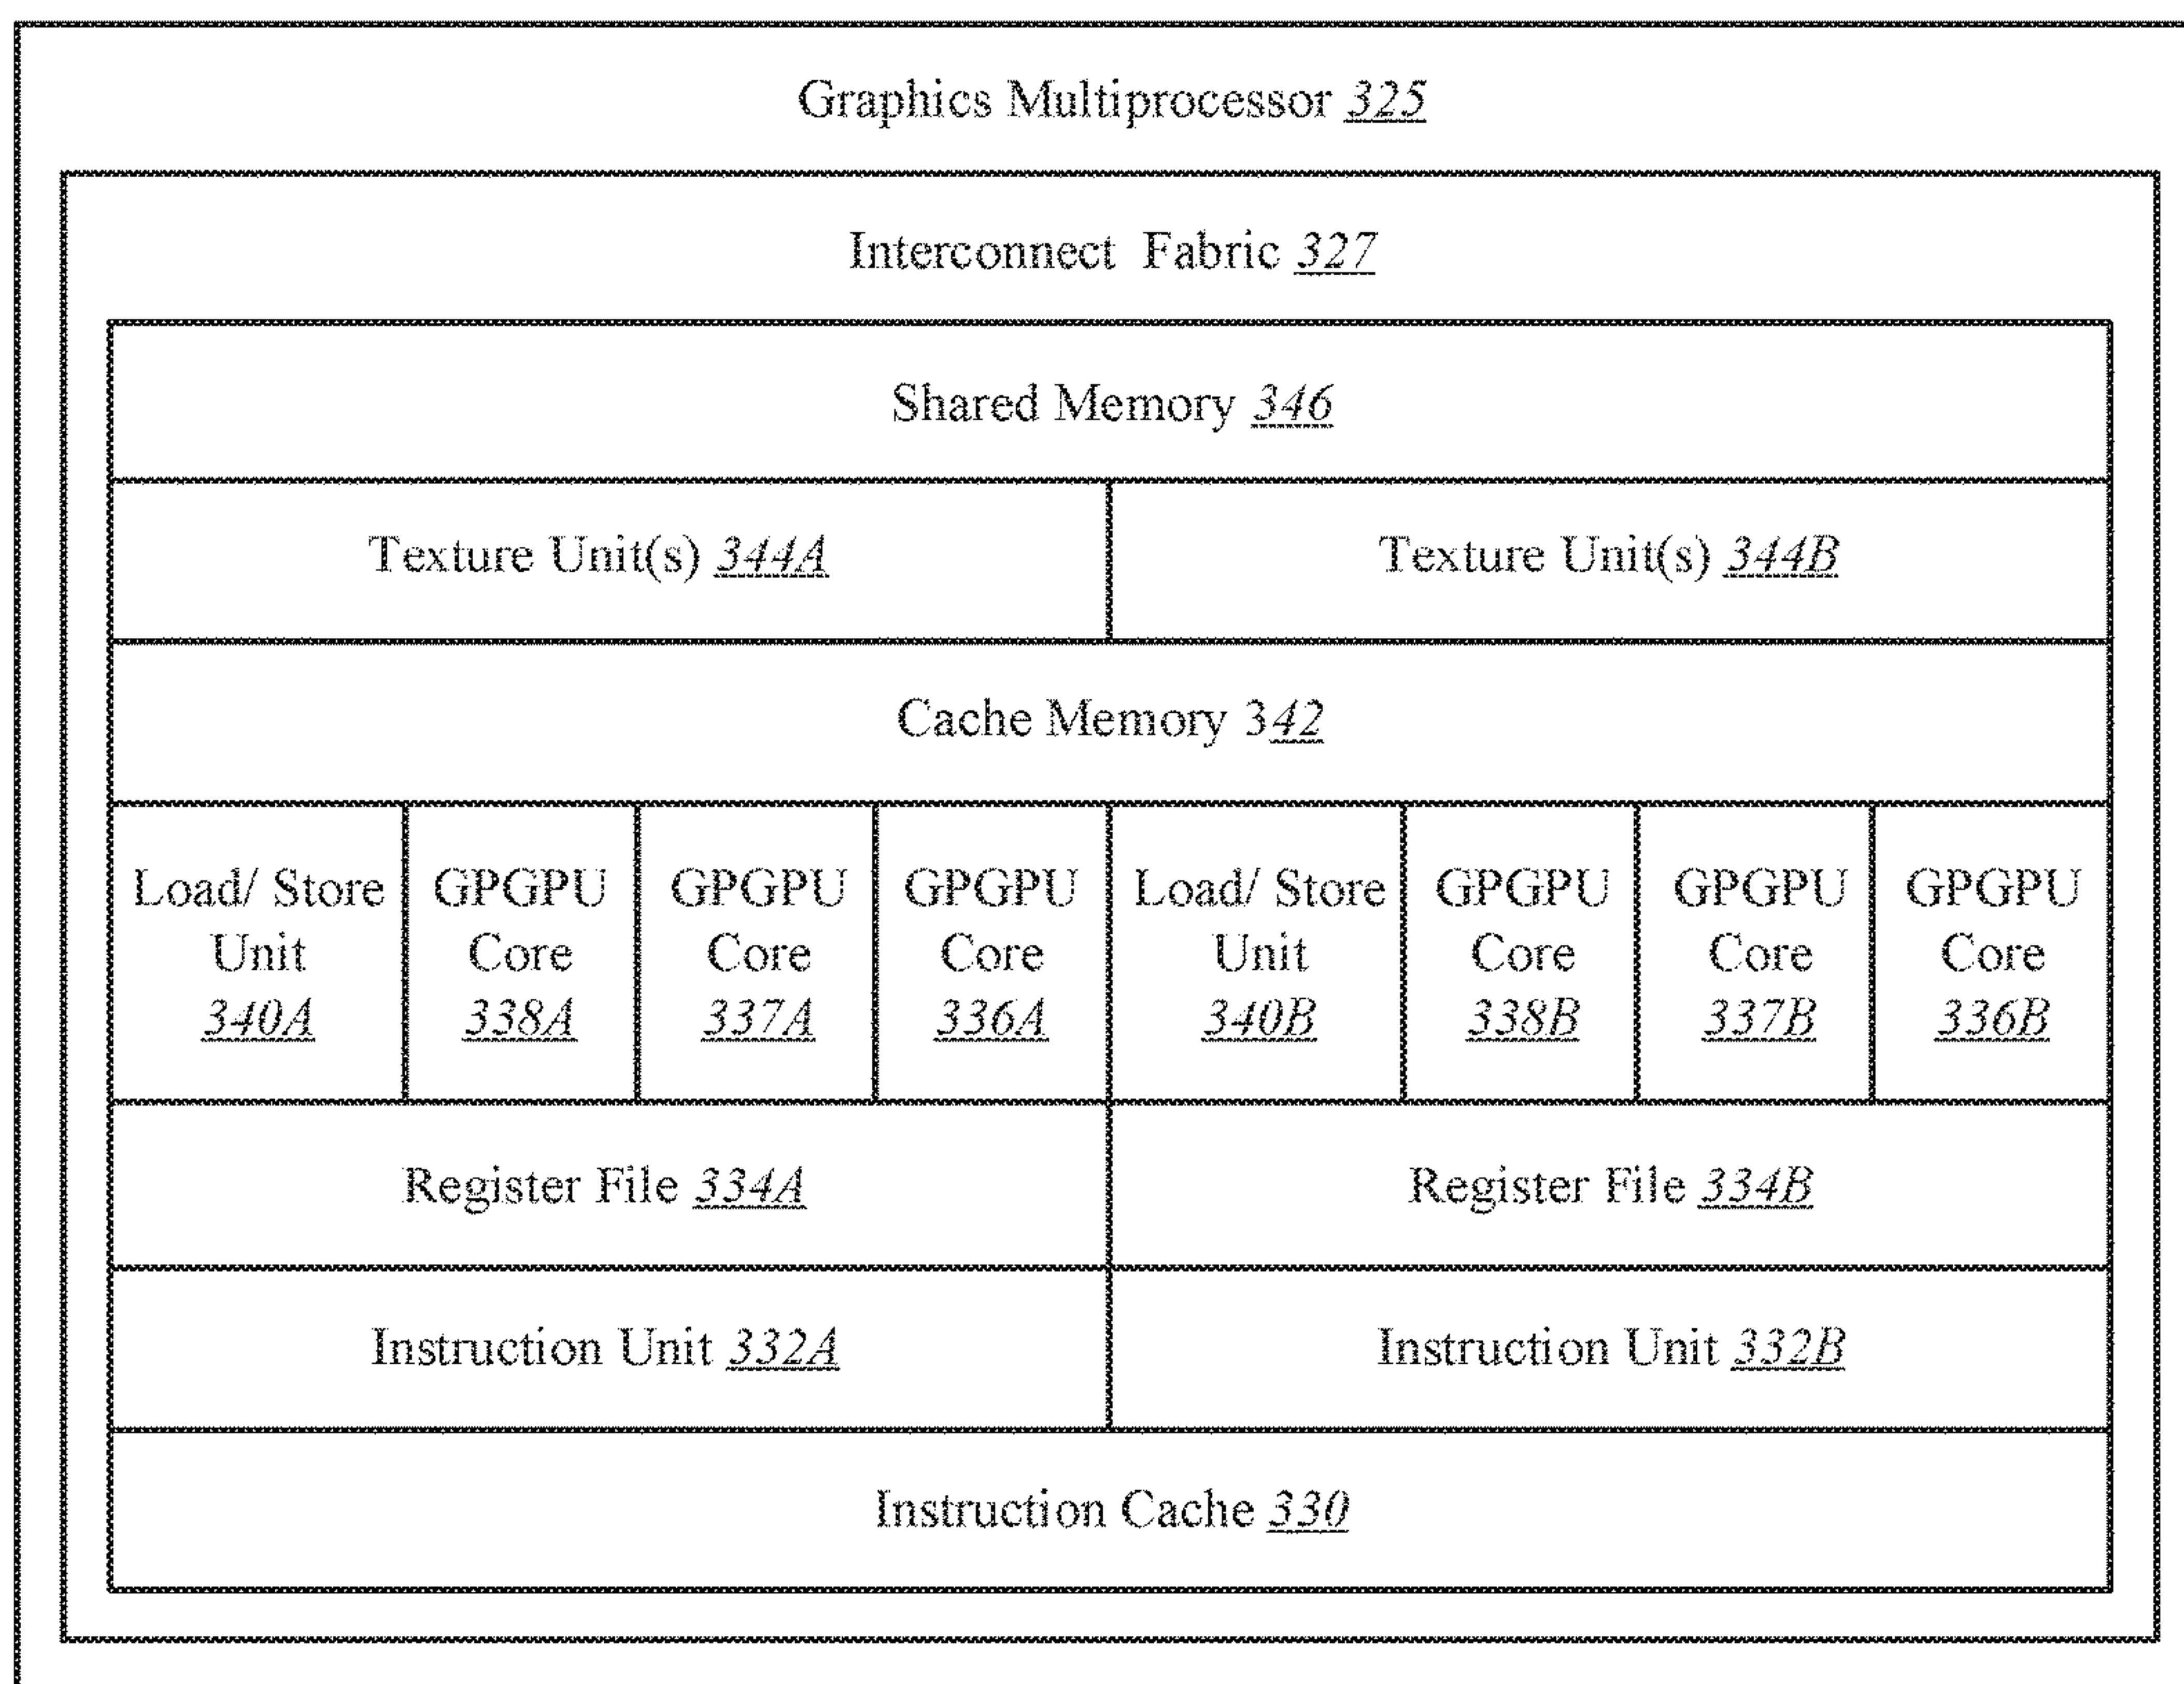 Graphics Multiprocessor 325
Interconnect Fabric 327
Shared Memory 346
Texture Unit(s) 344A
Texture Unit(s) 344B
Cache Memory 342
Load/ Store
Unit
340A
GPGPU
Core
338A
GPGPU
Core
337A
GPGPU
Core
336A
Load/ Store
Unit
340B
GPGPU
Core
338B
GPGPU
Core
337B
GPGPU
Core
336B
Register File 334A
Register File 334B
Instruction Unit 332A
Instruction Unit 332B
Instruction Cache 330